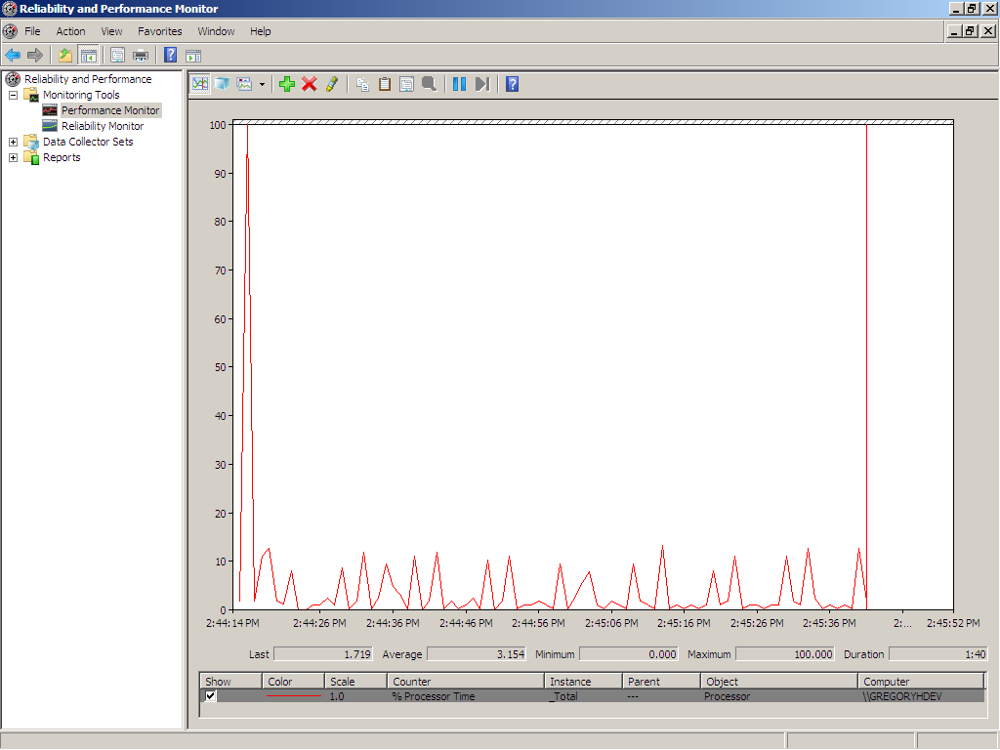 Reliability and Performance Monitor
File Action View Favorites Window Help
Reliability and Performance
Monitoring Tools
Performance Monitor
Reliability Monitor
Data Collector Sets
Reports
100
90
80
70
60
50
40
30
20
10
0
2:44:14 PM 2:44:26 PM 2:44:36 PM 2:44:46 PM 2:44:56 PM 2:45:06 PM 2:45:16 PM 2:45:26 PM 2:45:36 PM 2:... 2:45:52 PM
Last 1.719 Average 3.154 Minimum 0.000 Maximum 100.000 Duration 1:40
Show Color Scale Counter Instance Parent Object Computer
1.0 % Processor Time _Total --- Processor \\GREGORYHDEV